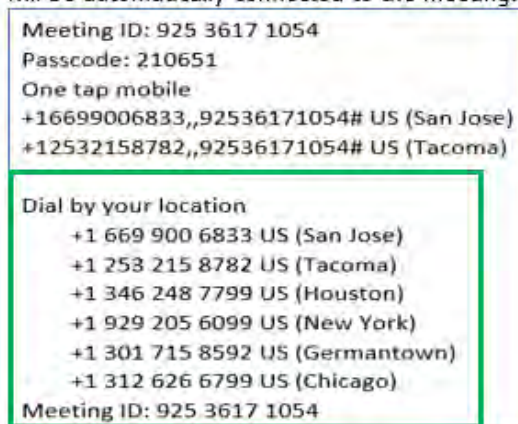 Meeting ID: 925 3617 1054
Passcode: 210651
One tap mobile
+16699006833,,92536171054# US (San Jose)
+12532158782,,92536171054# US (Tacoma)
Dial by your location
+1 669 900 6833 US (San Jose)
+1 253 215 8782 US (Tacoma)
+1 346 248 7799 US (Houston)
+1 929 205 6099 US (New York)
+1 301 715 8592 US (Germantown)
+1 312 626 6799 US (Chicago)
Meeting ID: 925 3617 1054